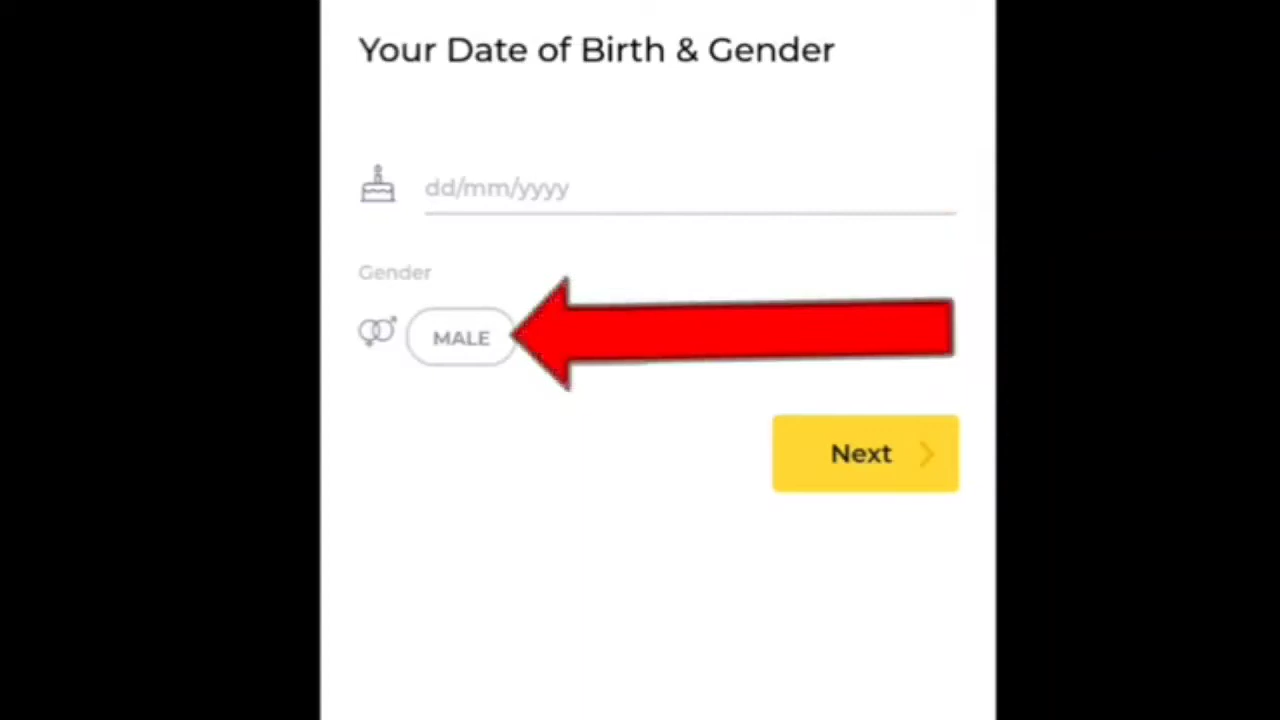 Your Date of Birth & Gender
dd/mm/yyyy
Gender
MALE
Next